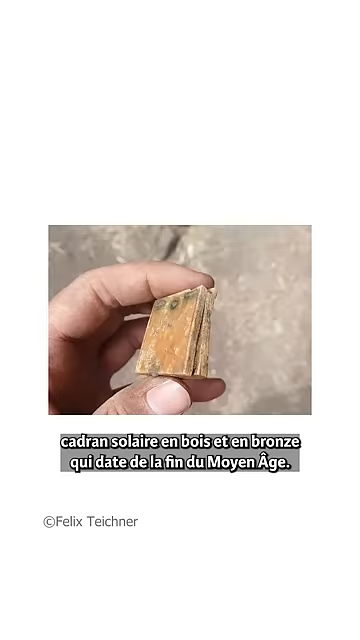 cadran solaire en bois et en bronze
qui date de la fin du Moyen Âge.
©Felix Teichner